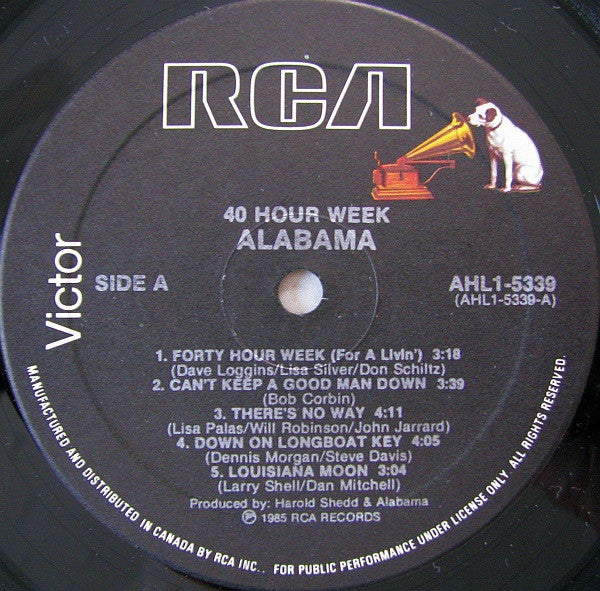 RCA
40 HOUR WEEK
ALABAMA
Victor
SIDE A
AHL1-5339
(AHL1-5339-A)
1. FORTY HOUR WEEK (For A Livin') 3:18
(Dave Loggins/Lisa Silver/Don Schiltz)
2. CAN'T KEEP A GOOD MAN DOWN 3:39
(Bob Corbin)
3. THERE'S NO WAY 4:11
(Lisa Palas/Will Robinson/John Jarrard)
4. DOWN ON LONGBOAT KEY 4:05
(Dennis Morgan/Steve Davis)
5. LOUISIANA MOON 3:04
(Larry Shell/Dan Mitchell)
Produced by: Harold Shedd & Alabama
℗ 1985 RCA RECORDS
MANUFACTURED AND DISTRIBUTED IN CANADA BY RCA INC.. FOR PUBLIC PERFORMANCE UNDER LICENSE ONLY. ALL RIGHTS RESERVED.